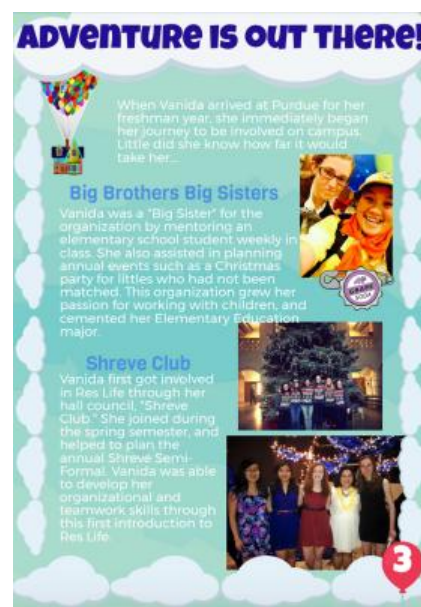 ADVENTURE IS OUT THERE!
When Vanida arrived at Purdue for her
freshman year, she immediately began
her journey to be involved on campus.
Little did she know how far it would
take her...
Big Brothers Big Sisters
Vanida was a "Big Sister" for the
organization by mentoring an
elementary school student weekly in
class. She also assisted in planning
annual events such as a Christmas
party for littles who had not been
matched. This organization grew her
passion for working with children, and
cemented her Elementary Education
major.
GRAPE
SODA
Shreve Club
Vanida first got involved
in Res Life through her
hall council, "Shreve
Club." She joined during
the spring semester, and
helped to plan the
annual Shreve Semi-
Formal. Vanida was able
to develop her
organizational and
teamwork skills through
this first introduction to
Res Life.
3